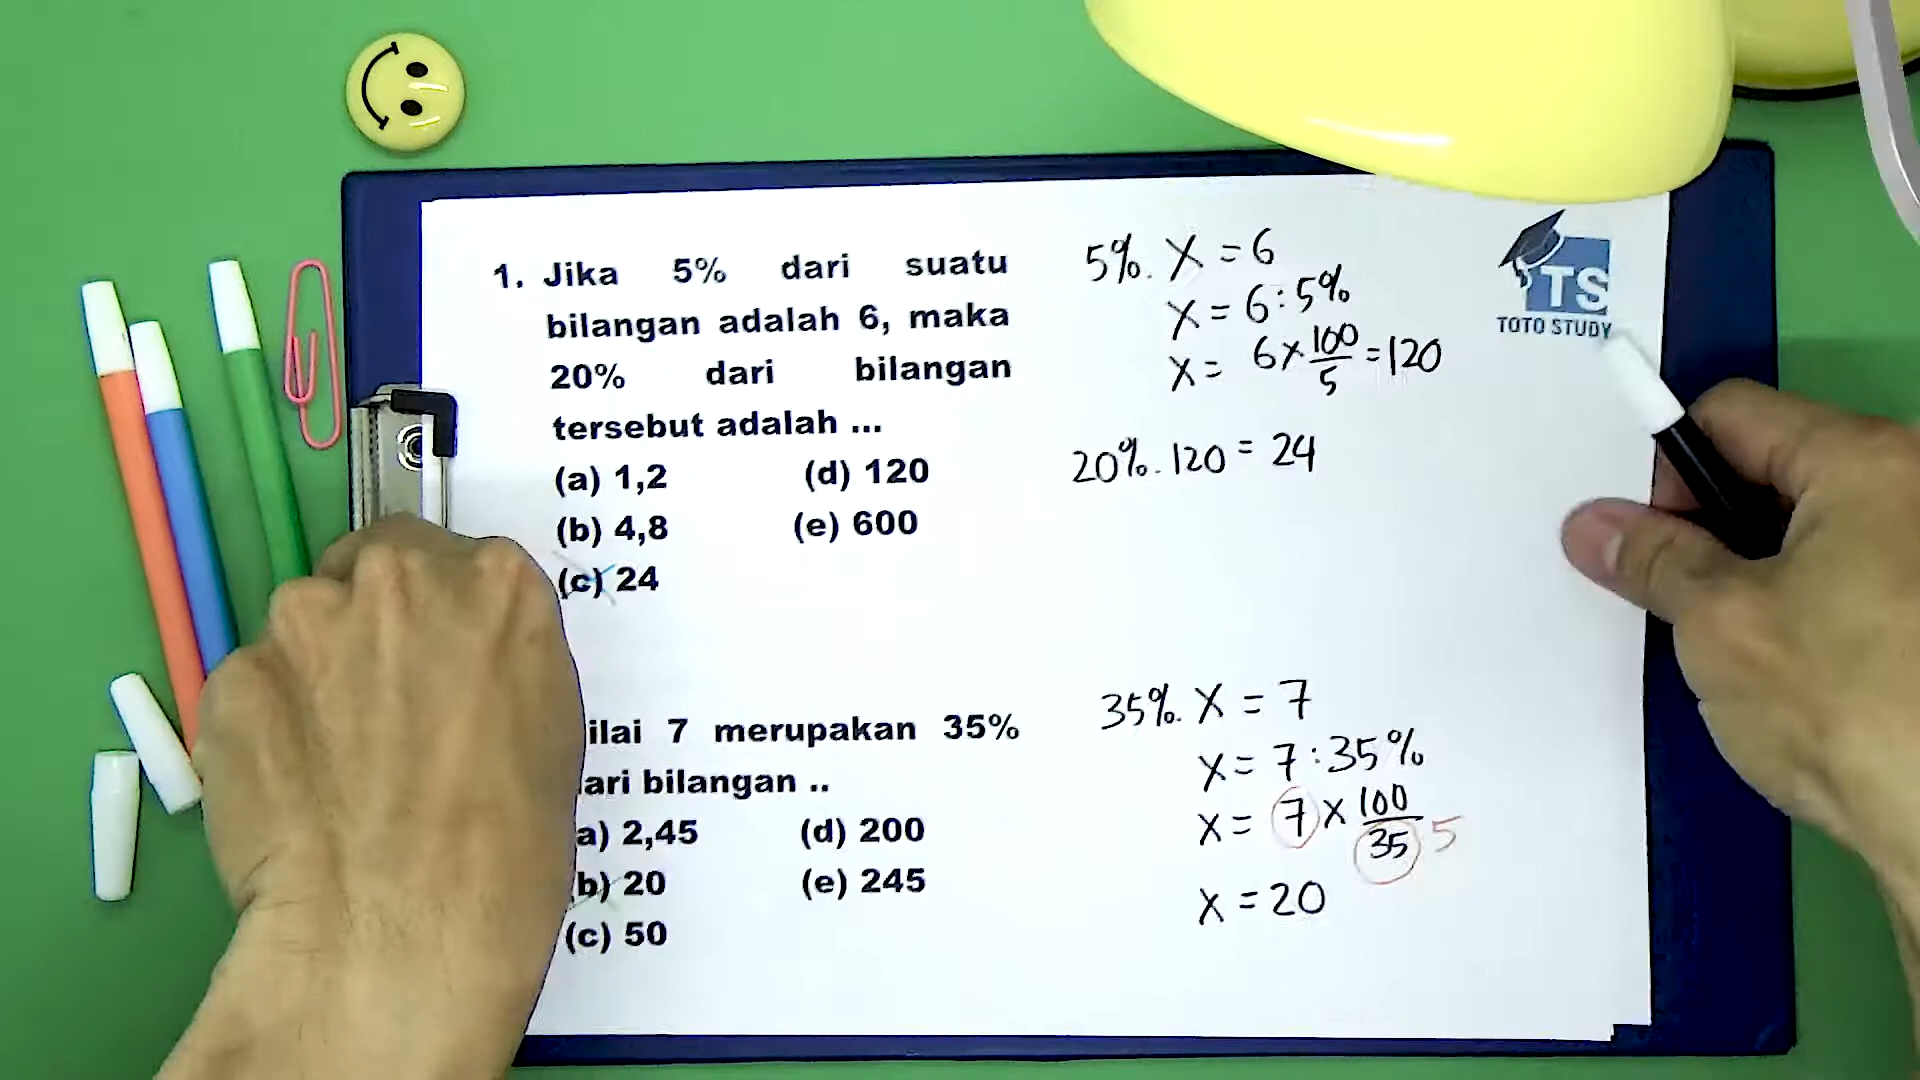 1. Jika 5% dari suatu
bilangan adalah 6, maka
20% dari bilangan
tersebut adalah ...
(a) 1,2 (d) 120
(b) 4,8 (e) 600
(c) 24
5%. X = 6
X = 6 : 5%
X = 6 x 100/5 = 120
20%. 120 = 24
TS
TOTO STUDY
ilai 7 merupakan 35%
ari bilangan ..
a) 2,45 (d) 200
b) 20 (e) 245
(c) 50
35%. X = 7
X = 7 : 35%
X = 7 X 100/35 5
X = 20